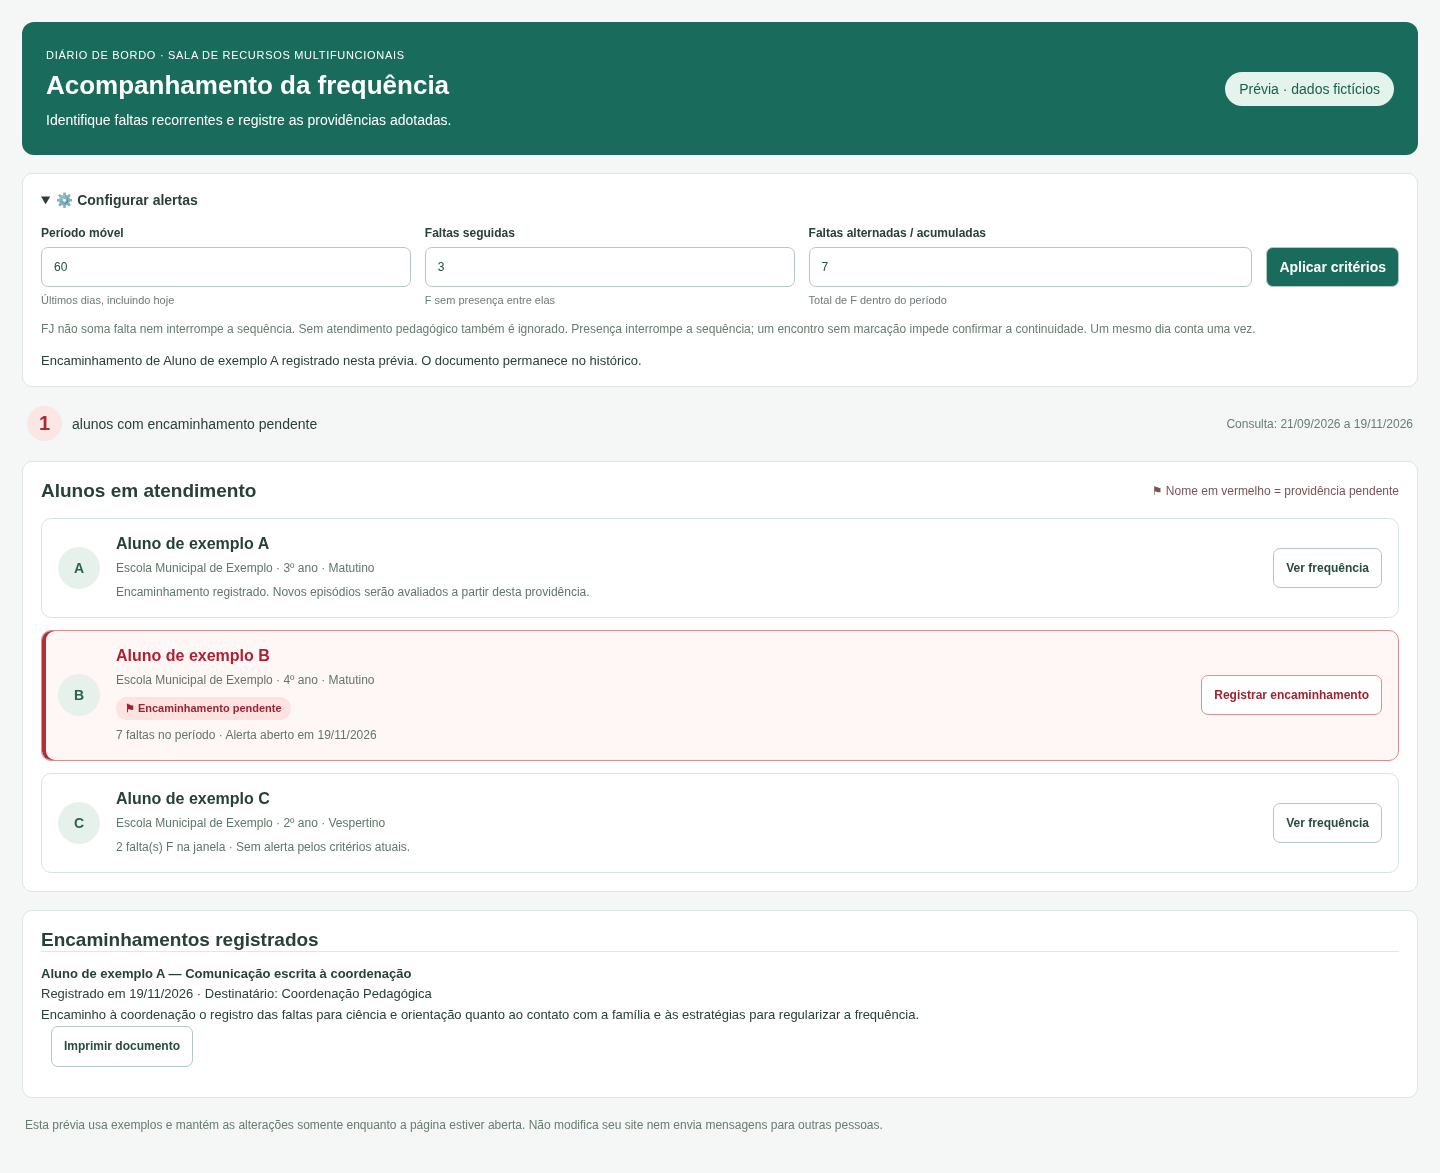 DIÁRIO DE BORDO · SALA DE RECURSOS MULTIFUNCIONAIS
Acompanhamento da frequência
Identifique faltas recorrentes e registre as providências adotadas.
Prévia · dados fictícios
▼ ⚙️ Configurar alertas
Período móvel
60
Últimos dias, incluindo hoje
Faltas seguidas
3
F sem presença entre elas
Faltas alternadas / acumuladas
7
Total de F dentro do período
Aplicar critérios
FJ não soma falta nem interrompe a sequência. Sem atendimento pedagógico também é ignorado. Presença interrompe a sequência; um encontro sem marcação impede confirmar a continuidade. Um mesmo dia conta uma vez.
Encaminhamento de Aluno de exemplo A registrado nesta prévia. O documento permanece no histórico.
1 alunos com encaminhamento pendente
Consulta: 21/09/2026 a 19/11/2026
Alunos em atendimento
⚑ Nome em vermelho = providência pendente
A
Aluno de exemplo A
Escola Municipal de Exemplo · 3º ano · Matutino
Encaminhamento registrado. Novos episódios serão avaliados a partir desta providência.
Ver frequência
B
Aluno de exemplo B
Escola Municipal de Exemplo · 4º ano · Matutino
⚑ Encaminhamento pendente
7 faltas no período · Alerta aberto em 19/11/2026
Registrar encaminhamento
C
Aluno de exemplo C
Escola Municipal de Exemplo · 2º ano · Vespertino
2 falta(s) F na janela · Sem alerta pelos critérios atuais.
Ver frequência
Encaminhamentos registrados
Aluno de exemplo A — Comunicação escrita à coordenação
Registrado em 19/11/2026 · Destinatário: Coordenação Pedagógica
Encaminho à coordenação o registro das faltas para ciência e orientação quanto ao contato com a família e às estratégias para regularizar a frequência.
Imprimir documento
Esta prévia usa exemplos e mantém as alterações somente enquanto a página estiver aberta. Não modifica seu site nem envia mensagens para outras pessoas.